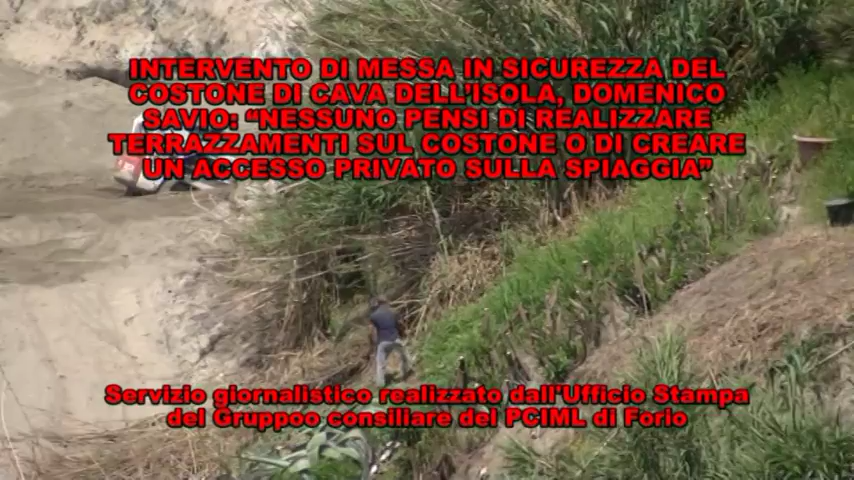 INTERVENTO DI MESSA IN SICUREZZA DEL
COSTONE DI CAVA DELL'ISOLA, DOMENICO
SAVIO: “NESSUNO PENSI DI REALIZZARE
TERRAZZAMENTI SUL COSTONE O DI CREARE
UN ACCESSO PRIVATO SULLA SPIAGGIA”
Servizio giornalistico realizzato dall'Ufficio Stampa
del Gruppoo consiliare del PCIML di Forio